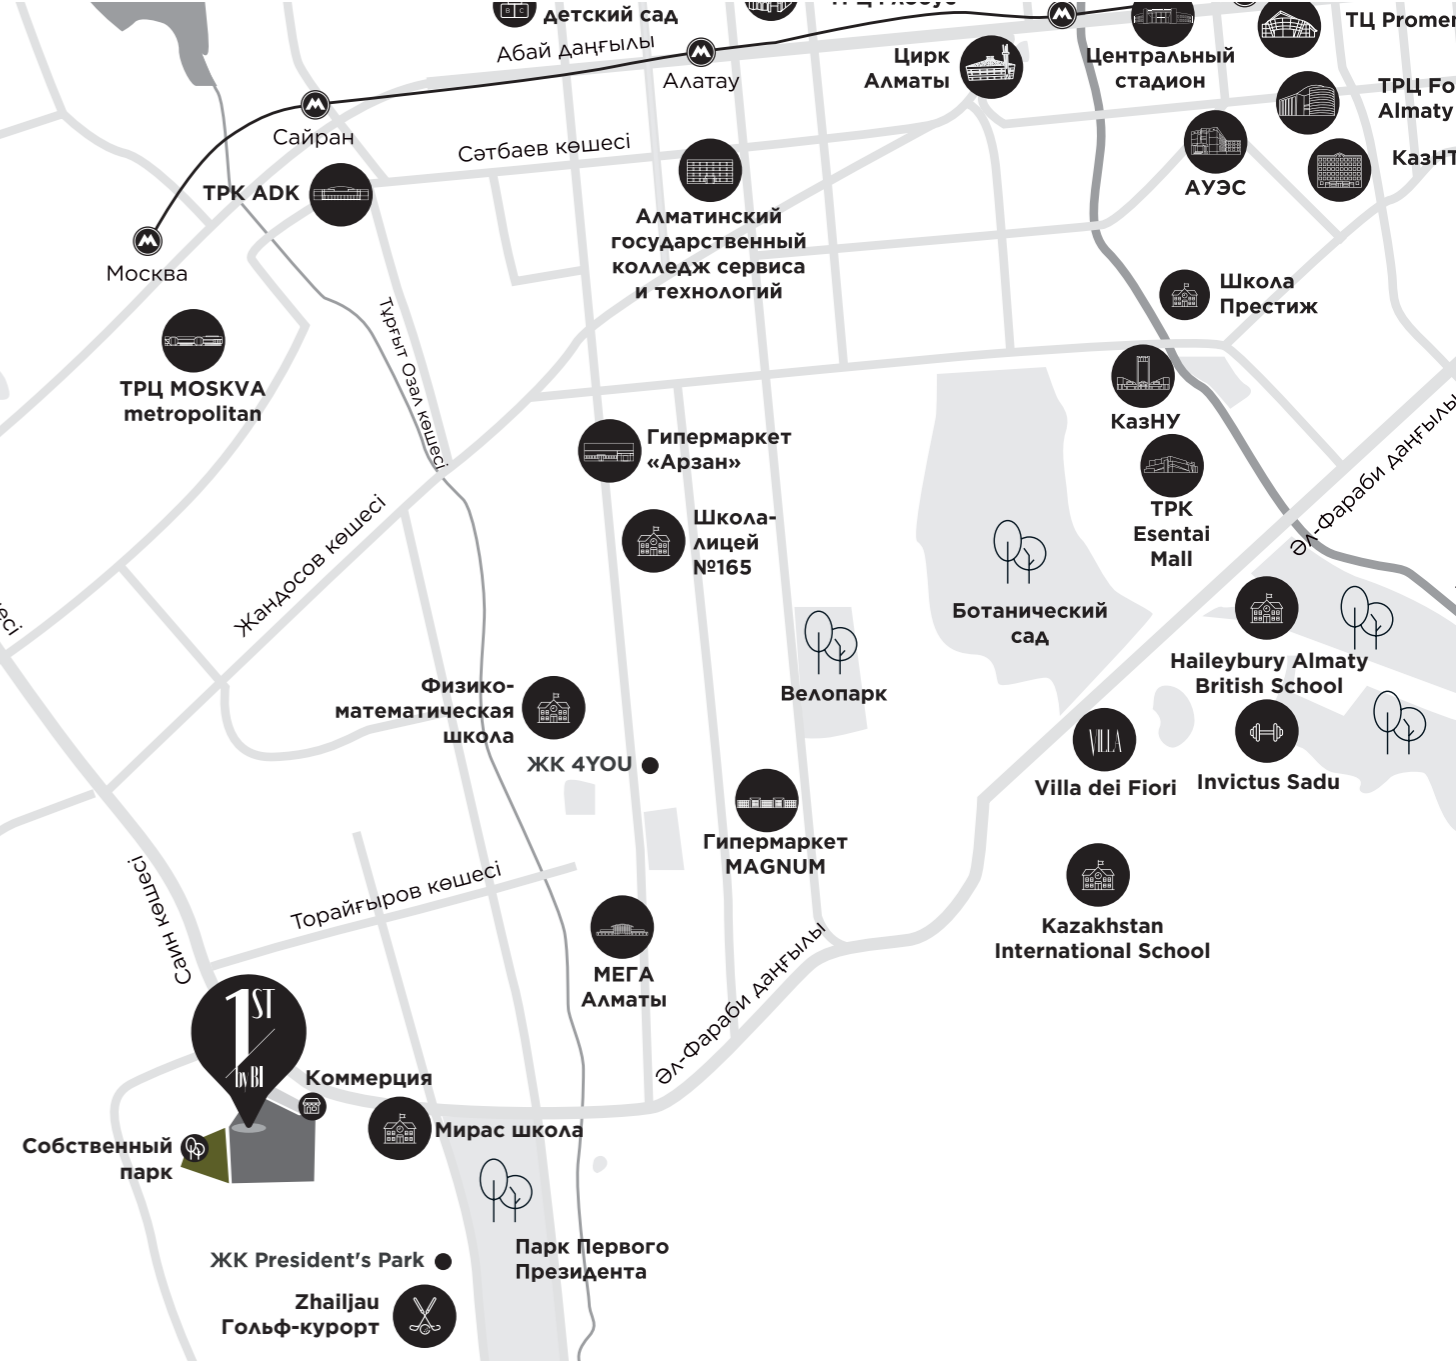 детский сад
Абай даңғылы
Алатау
Цирк
Алматы
Центральный
стадион
ТЦ
ТРЦ
Almaty
АУЭС
Сайран
Сәтбаев көшесі
ТРК ADK
Москва
Алматинский
государственный
колледж сервиса
и технологий
Школа
Престиж
ТРЦ MOSKVA
metropolitan
Тұрғыт Озал көшесі
КазНУ
Гипермаркет
«Арзан»
ТРК
Esentai
Mall
Әл-Фараби даңғылы
Школа-
лицей
№165
Жандосов көшесі
Ботанический
сад
Haileybury Almaty
British School
Велопарк
Физико-
математическая
школа
ЖК 4YOU
VILLA
Villa dei Fiori
Invictus Sadu
Гипермаркет
MAGNUM
Саин көшесі
Торайғыров көшесі
Kazakhstan
International School
МЕГА
Алматы
Әл-Фараби даңғылы
1ST
by BI
Коммерция
Мирас школа
Собственный
парк
Парк Первого
Президента
ЖК President's Park
Zhailjau
Гольф-курорт